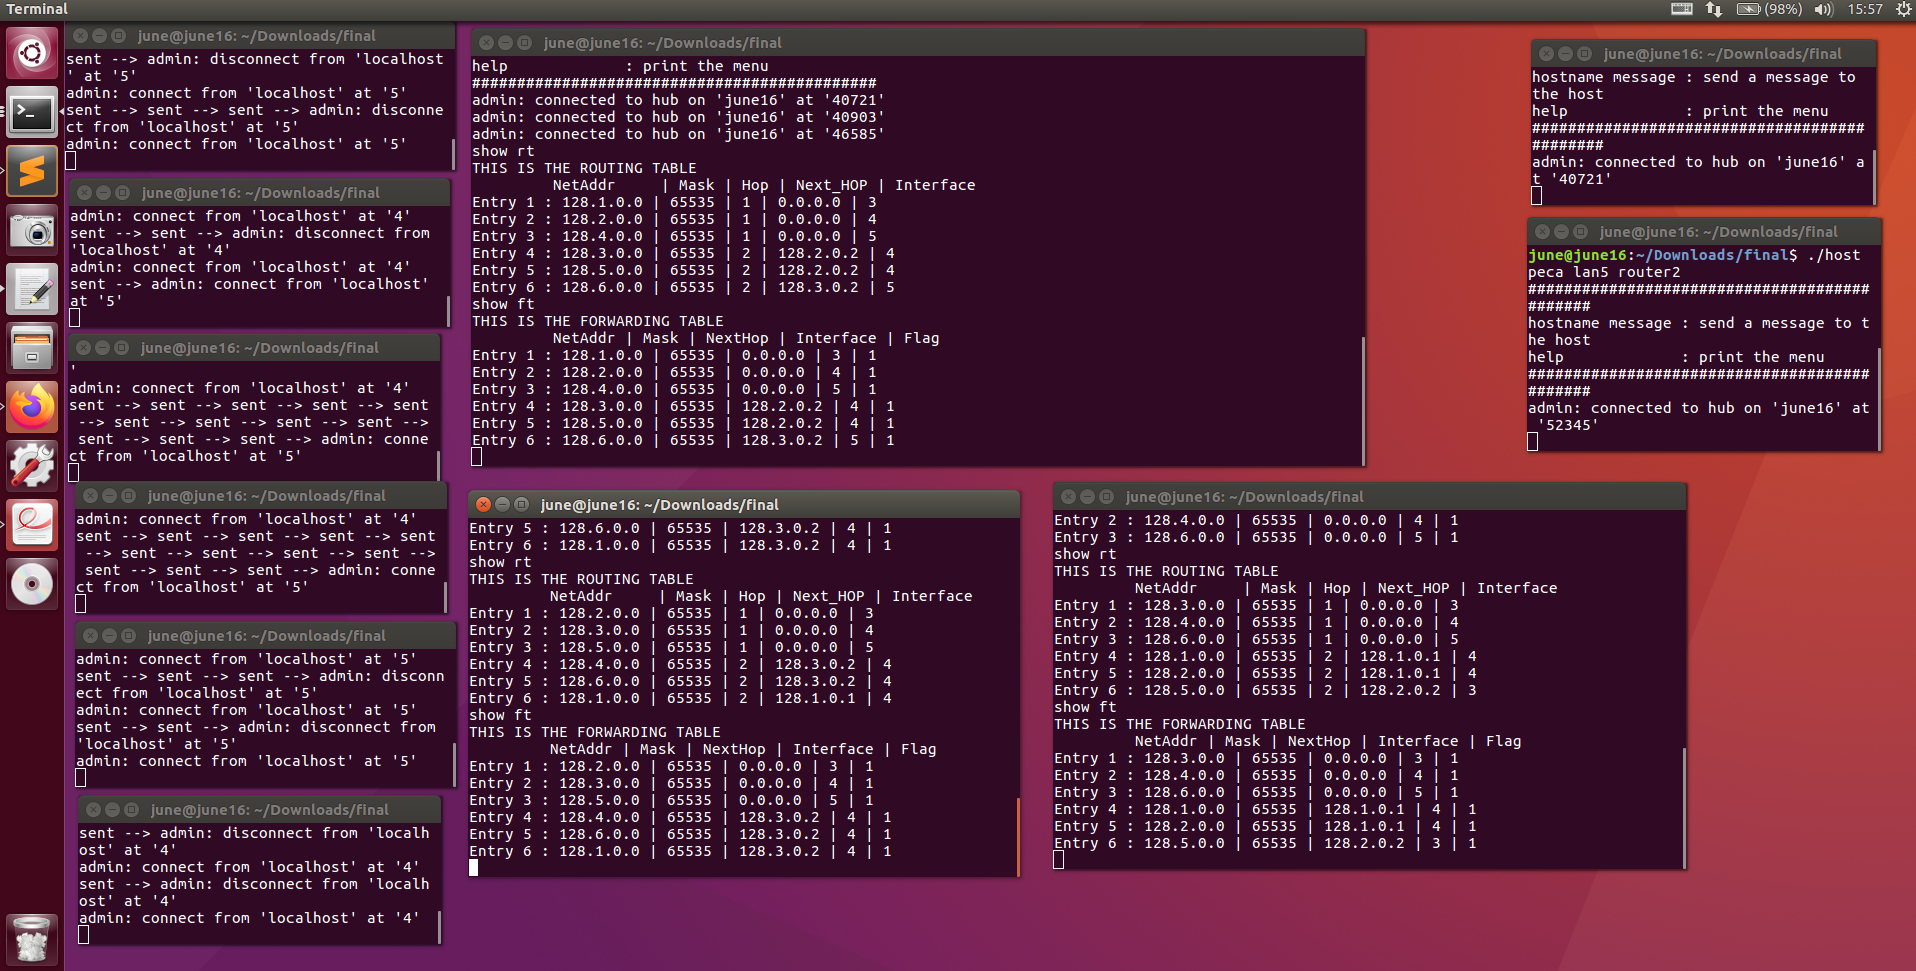 Terminal
(98%)
15:57
june@june16: ~/Downloads/final
sent --> admin: disconnect from 'localhost
' at '5'
admin: connect from 'localhost' at '5'
sent --> sent --> sent --> admin: disconne
ct from 'localhost' at '5'
admin: connect from 'localhost' at '5'
june@june16: ~/Downloads/final
admin: connect from 'localhost' at '4'
sent --> sent --> admin: disconnect from
'localhost' at '4'
admin: connect from 'localhost' at '4'
sent --> admin: connect from 'localhost'
at '5'
june@june16: ~/Downloads/final
'
admin: connect from 'localhost' at '4'
sent --> sent --> sent --> sent --> sent
--> sent --> sent --> sent --> sent -->
sent --> sent --> sent --> admin: conne
ct from 'localhost' at '5'
june@june16: ~/Downloads/final
admin: connect from 'localhost' at '4'
sent --> sent --> sent --> sent --> sent
--> sent --> sent --> sent --> sent -->
sent --> sent --> sent --> admin: conne
ct from 'localhost' at '5'
june@june16: ~/Downloads/final
admin: connect from 'localhost' at '5'
sent --> sent --> sent --> admin: disconn
ect from 'localhost' at '5'
admin: connect from 'localhost' at '5'
sent --> sent --> admin: disconnect from
'localhost' at '5'
admin: connect from 'localhost' at '5'
june@june16: ~/Downloads/final
sent --> admin: disconnect from 'localh
ost' at '4'
admin: connect from 'localhost' at '4'
sent --> admin: disconnect from 'localh
ost' at '4'
admin: connect from 'localhost' at '4'
june@june16: ~/Downloads/final
help : print the menu
#############################################
admin: connected to hub on 'june16' at '40721'
admin: connected to hub on 'june16' at '40903'
admin: connected to hub on 'june16' at '46585'
show rt
THIS IS THE ROUTING TABLE
NetAddr | Mask | Hop | Next_HOP | Interface
Entry 1 : 128.1.0.0 | 65535 | 1 | 0.0.0.0 | 3
Entry 2 : 128.2.0.0 | 65535 | 1 | 0.0.0.0 | 4
Entry 3 : 128.4.0.0 | 65535 | 1 | 0.0.0.0 | 5
Entry 4 : 128.3.0.0 | 65535 | 2 | 128.2.0.2 | 4
Entry 5 : 128.5.0.0 | 65535 | 2 | 128.2.0.2 | 4
Entry 6 : 128.6.0.0 | 65535 | 2 | 128.3.0.2 | 5
show ft
THIS IS THE FORWARDING TABLE
NetAddr | Mask | NextHop | Interface | Flag
Entry 1 : 128.1.0.0 | 65535 | 0.0.0.0 | 3 | 1
Entry 2 : 128.2.0.0 | 65535 | 0.0.0.0 | 4 | 1
Entry 3 : 128.4.0.0 | 65535 | 0.0.0.0 | 5 | 1
Entry 4 : 128.3.0.0 | 65535 | 128.2.0.2 | 4 | 1
Entry 5 : 128.5.0.0 | 65535 | 128.2.0.2 | 4 | 1
Entry 6 : 128.6.0.0 | 65535 | 128.3.0.2 | 5 | 1
june@june16: ~/Downloads/final
Entry 5 : 128.6.0.0 | 65535 | 128.3.0.2 | 4 | 1
Entry 6 : 128.1.0.0 | 65535 | 128.3.0.2 | 4 | 1
show rt
THIS IS THE ROUTING TABLE
NetAddr | Mask | Hop | Next_HOP | Interface
Entry 1 : 128.2.0.0 | 65535 | 1 | 0.0.0.0 | 3
Entry 2 : 128.3.0.0 | 65535 | 1 | 0.0.0.0 | 4
Entry 3 : 128.5.0.0 | 65535 | 1 | 0.0.0.0 | 5
Entry 4 : 128.4.0.0 | 65535 | 2 | 128.3.0.2 | 4
Entry 5 : 128.6.0.0 | 65535 | 2 | 128.3.0.2 | 4
Entry 6 : 128.1.0.0 | 65535 | 2 | 128.1.0.1 | 4
show ft
THIS IS THE FORWARDING TABLE
NetAddr | Mask | NextHop | Interface | Flag
Entry 1 : 128.2.0.0 | 65535 | 0.0.0.0 | 3 | 1
Entry 2 : 128.3.0.0 | 65535 | 0.0.0.0 | 4 | 1
Entry 3 : 128.5.0.0 | 65535 | 0.0.0.0 | 5 | 1
Entry 4 : 128.4.0.0 | 65535 | 128.3.0.2 | 4 | 1
Entry 5 : 128.6.0.0 | 65535 | 128.3.0.2 | 4 | 1
Entry 6 : 128.1.0.0 | 65535 | 128.3.0.2 | 4 | 1
june@june16: ~/Downloads/final
Entry 2 : 128.4.0.0 | 65535 | 0.0.0.0 | 4 | 1
Entry 3 : 128.6.0.0 | 65535 | 0.0.0.0 | 5 | 1
show rt
THIS IS THE ROUTING TABLE
NetAddr | Mask | Hop | Next_HOP | Interface
Entry 1 : 128.3.0.0 | 65535 | 1 | 0.0.0.0 | 3
Entry 2 : 128.4.0.0 | 65535 | 1 | 0.0.0.0 | 4
Entry 3 : 128.6.0.0 | 65535 | 1 | 0.0.0.0 | 5
Entry 4 : 128.1.0.0 | 65535 | 2 | 128.1.0.1 | 4
Entry 5 : 128.2.0.0 | 65535 | 2 | 128.1.0.1 | 4
Entry 6 : 128.5.0.0 | 65535 | 2 | 128.2.0.2 | 3
show ft
THIS IS THE FORWARDING TABLE
NetAddr | Mask | NextHop | Interface | Flag
Entry 1 : 128.3.0.0 | 65535 | 0.0.0.0 | 3 | 1
Entry 2 : 128.4.0.0 | 65535 | 0.0.0.0 | 4 | 1
Entry 3 : 128.6.0.0 | 65535 | 0.0.0.0 | 5 | 1
Entry 4 : 128.1.0.0 | 65535 | 128.1.0.1 | 4 | 1
Entry 5 : 128.2.0.0 | 65535 | 128.1.0.1 | 4 | 1
Entry 6 : 128.5.0.0 | 65535 | 128.2.0.2 | 3 | 1
june@june16: ~/Downloads/final
hostname message : send a message to
the host
help : print the menu
#####################################
########
admin: connected to hub on 'june16' a
t '40721'
june@june16: ~/Downloads/final
june@june16:~/Downloads/final$ ./host
peca lan5 router2
######################################
#######
hostname message : send a message to t
he host
help : print the menu
######################################
#######
admin: connected to hub on 'june16' at
'52345'